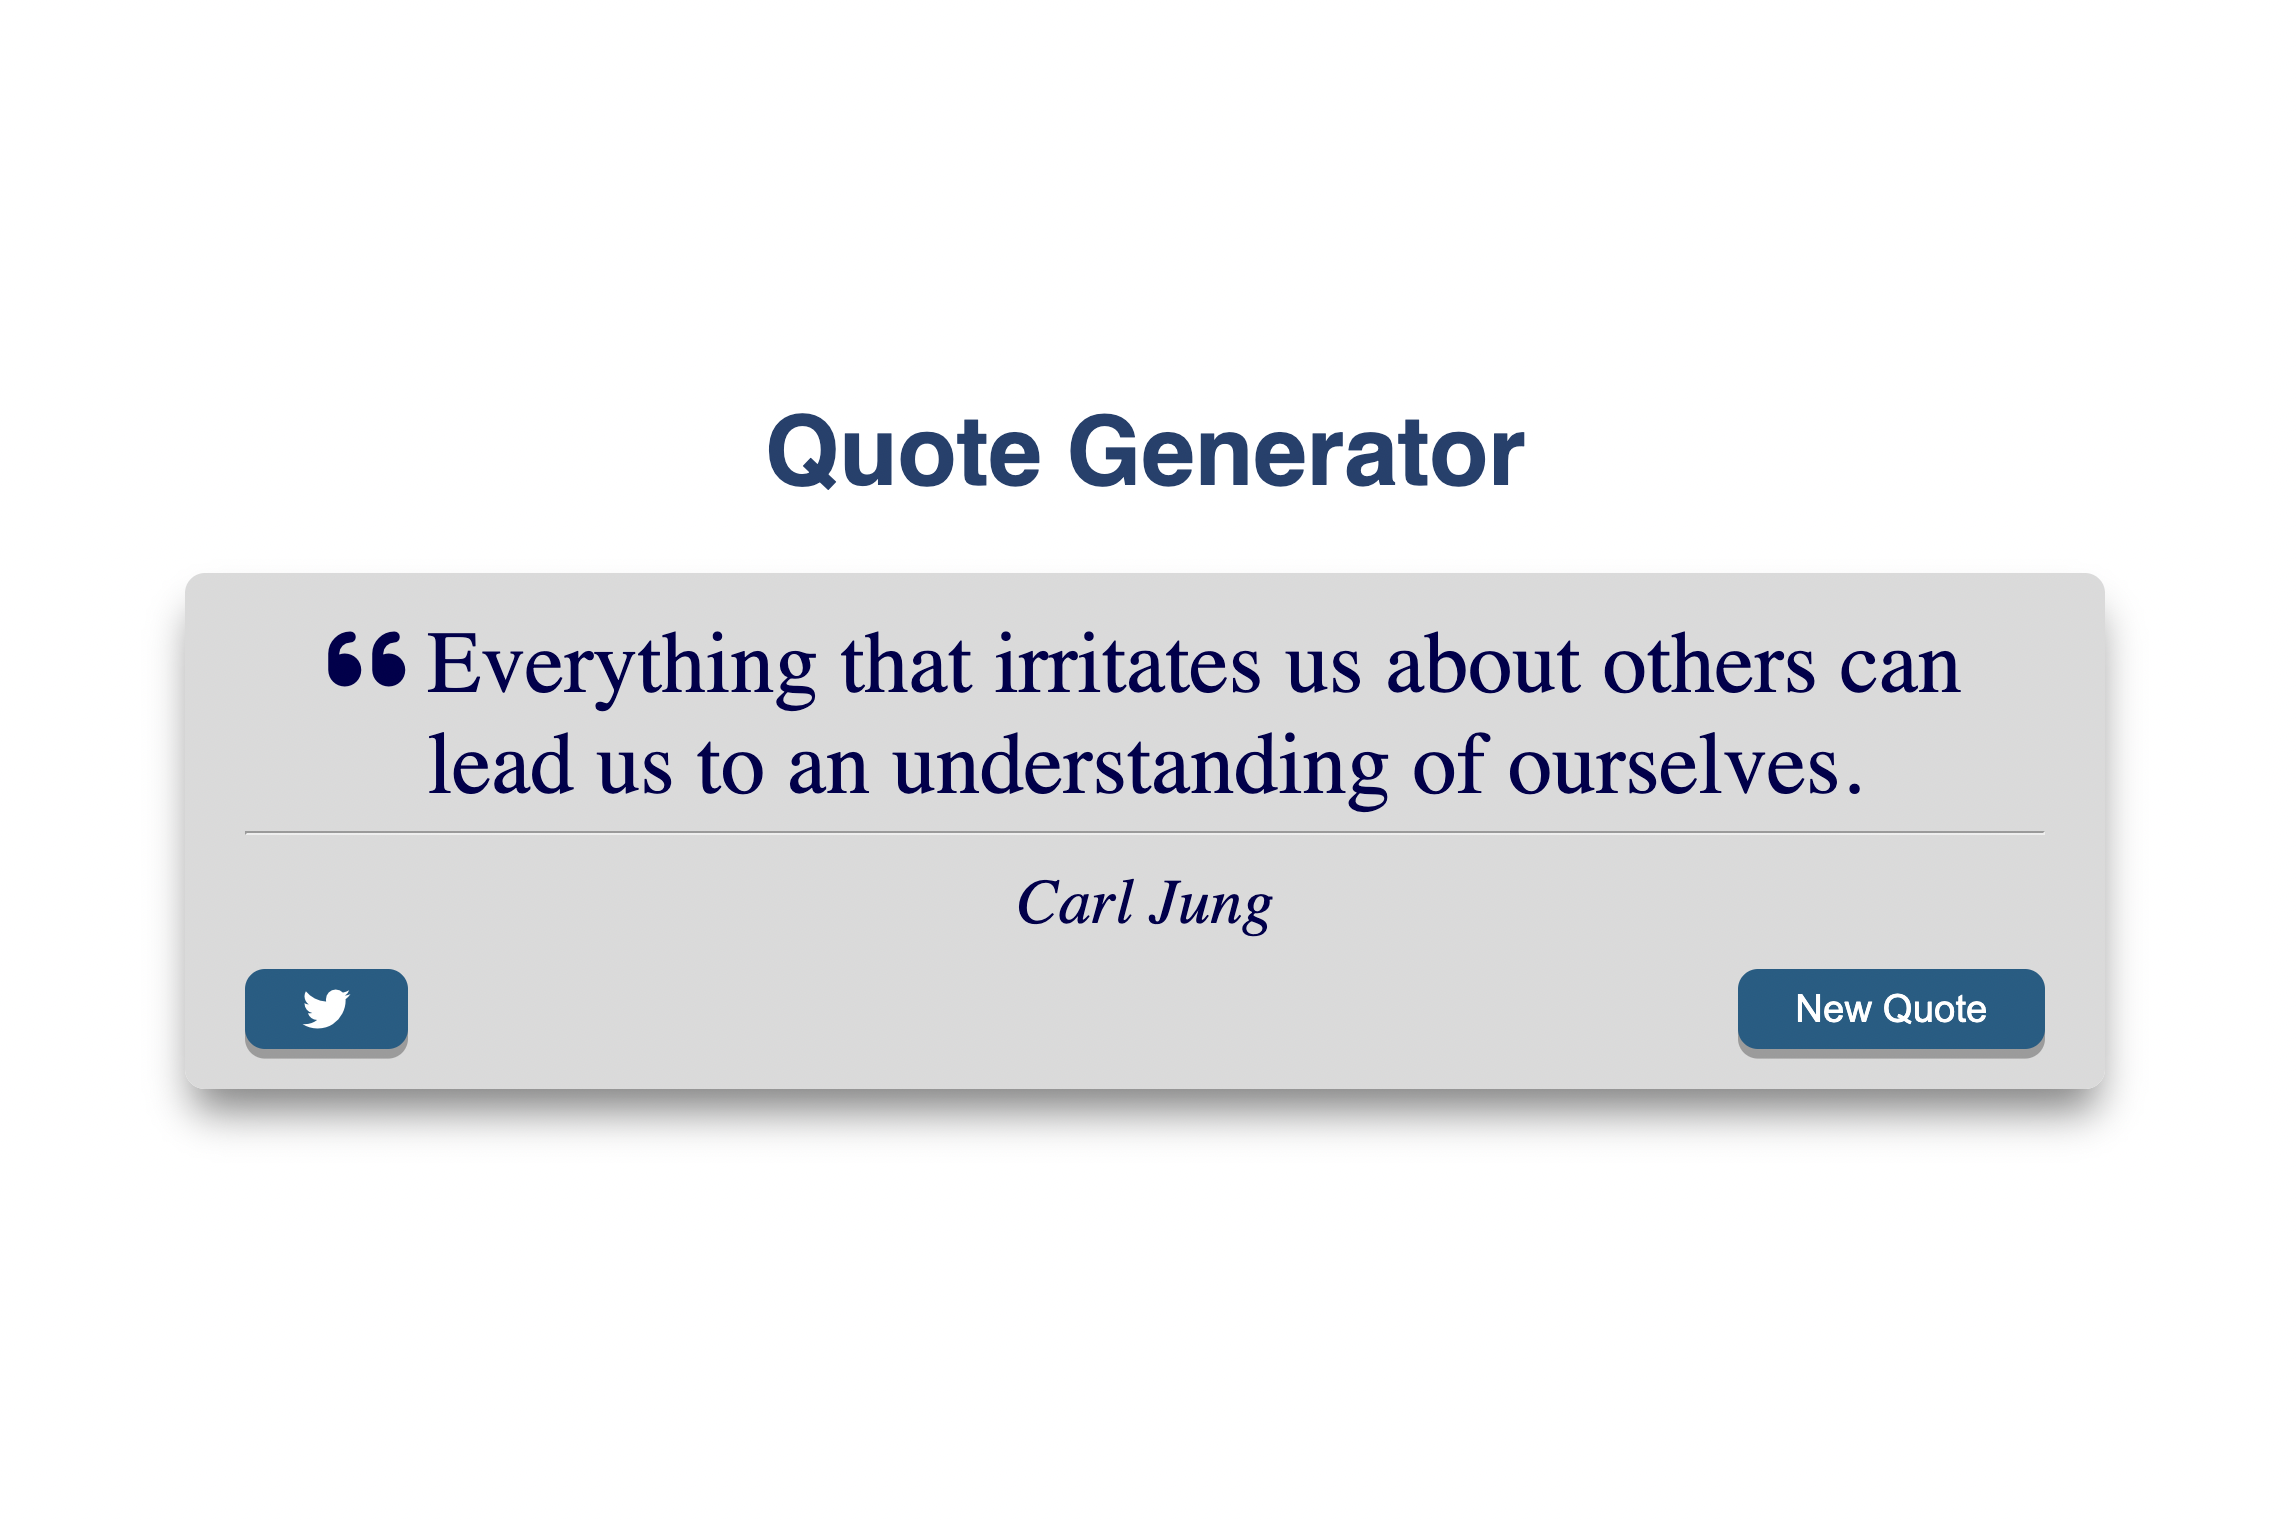 Quote Generator
“Everything that irritates us about others can
lead us to an understanding of ourselves.
Carl Jung
New Quote